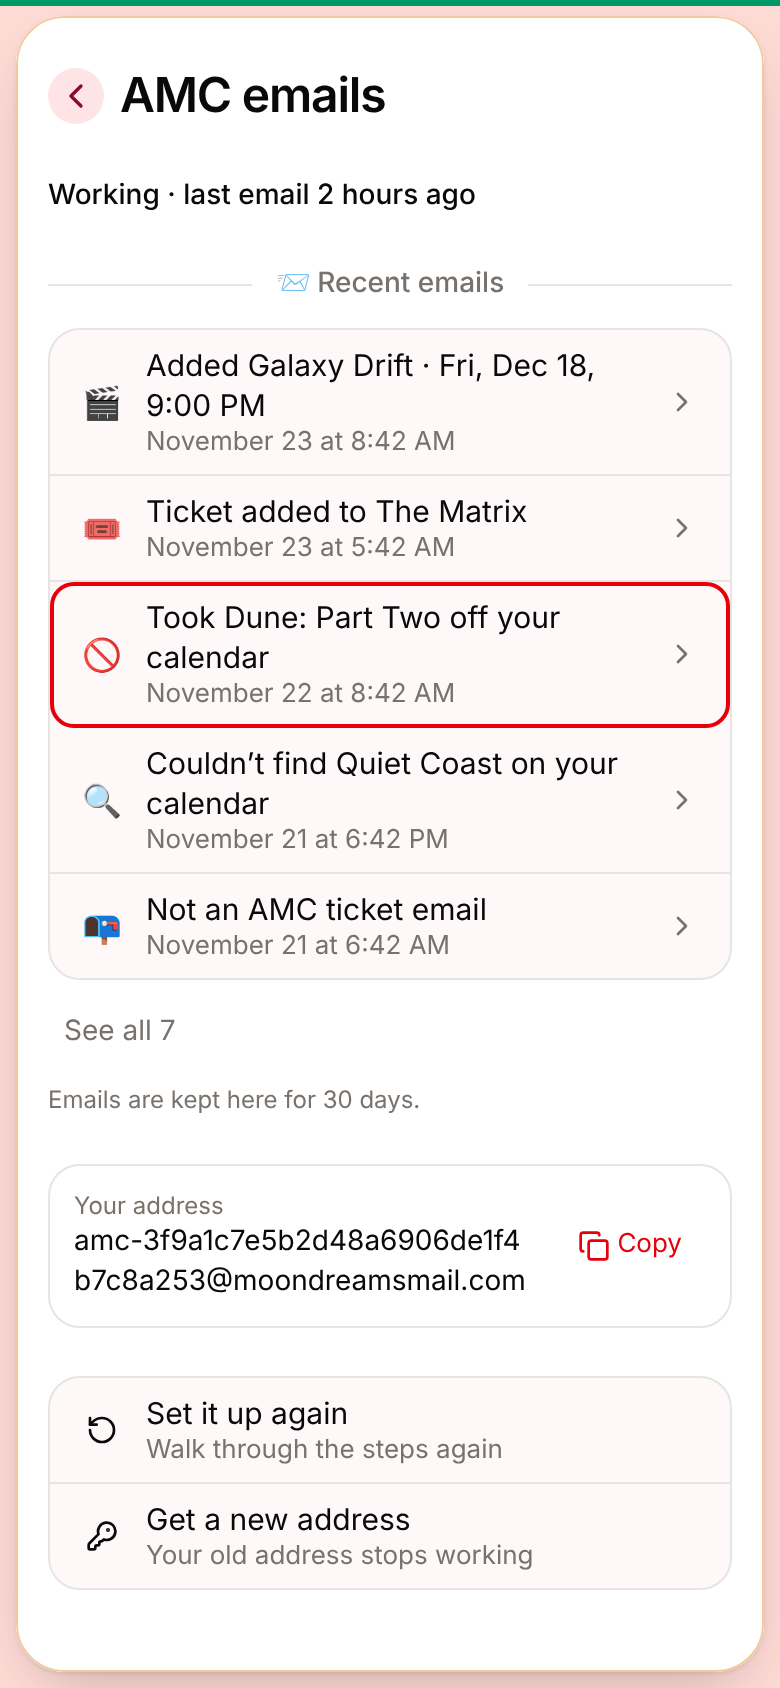 AMC emails
Working · last email 2 hours ago
📨 Recent emails
Added Galaxy Drift · Fri, Dec 18,
9:00 PM
November 23 at 8:42 AM
Ticket added to The Matrix
November 23 at 5:42 AM
Took Dune: Part Two off your
calendar
November 22 at 8:42 AM
Couldn’t find Quiet Coast on your
calendar
November 21 at 6:42 PM
Not an AMC ticket email
November 21 at 6:42 AM
See all 7
Emails are kept here for 30 days.
Your address
amc-3f9a1c7e5b2d48a6906de1f4
b7c8a253@moondreamsmail.com
Copy
Set it up again
Walk through the steps again
Get a new address
Your old address stops working